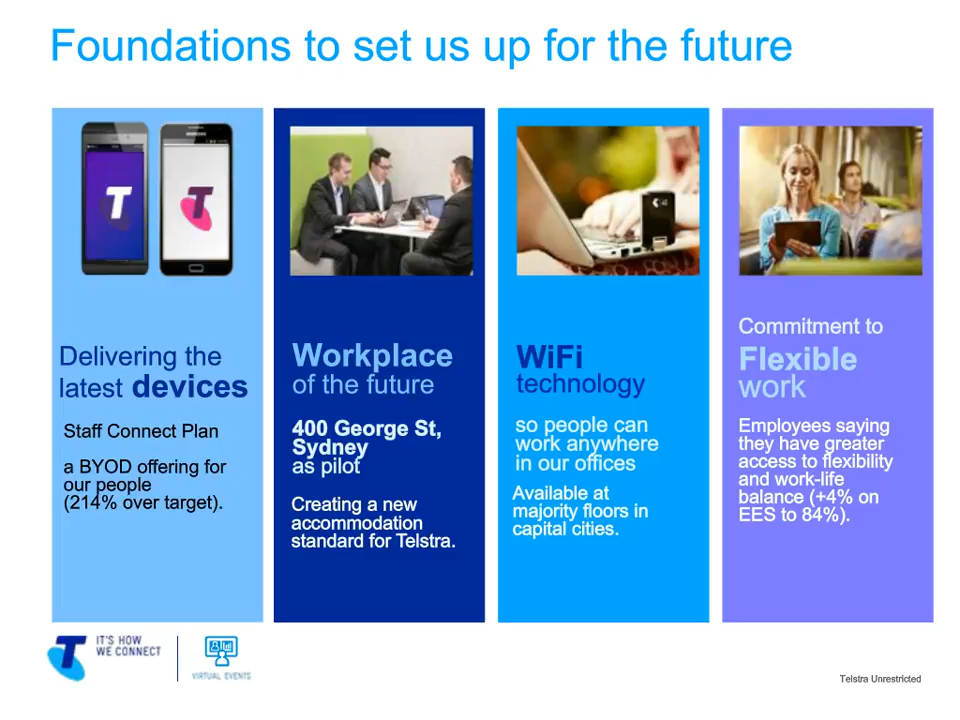 Foundations to set us up for the future
T
T
Delivering the
latest devices
Staff Connect Plan
a BYOD offering for
our people
(214% over target).
Workplace
of the future
400 George St,
Sydney
as pilot
Creating a new
accommodation
standard for Telstra.
WiFi
technology
so people can
work anywhere
in our offices
Available at
majority floors in
capital cities.
Commitment to
Flexible
work
Employees saying
they have greater
access to flexibility
and work-life
balance (+4% on
EES to 84%).
T
IT'S HOW
WE CONNECT
VIRTUAL EVENTS
Telstra Unrestricted